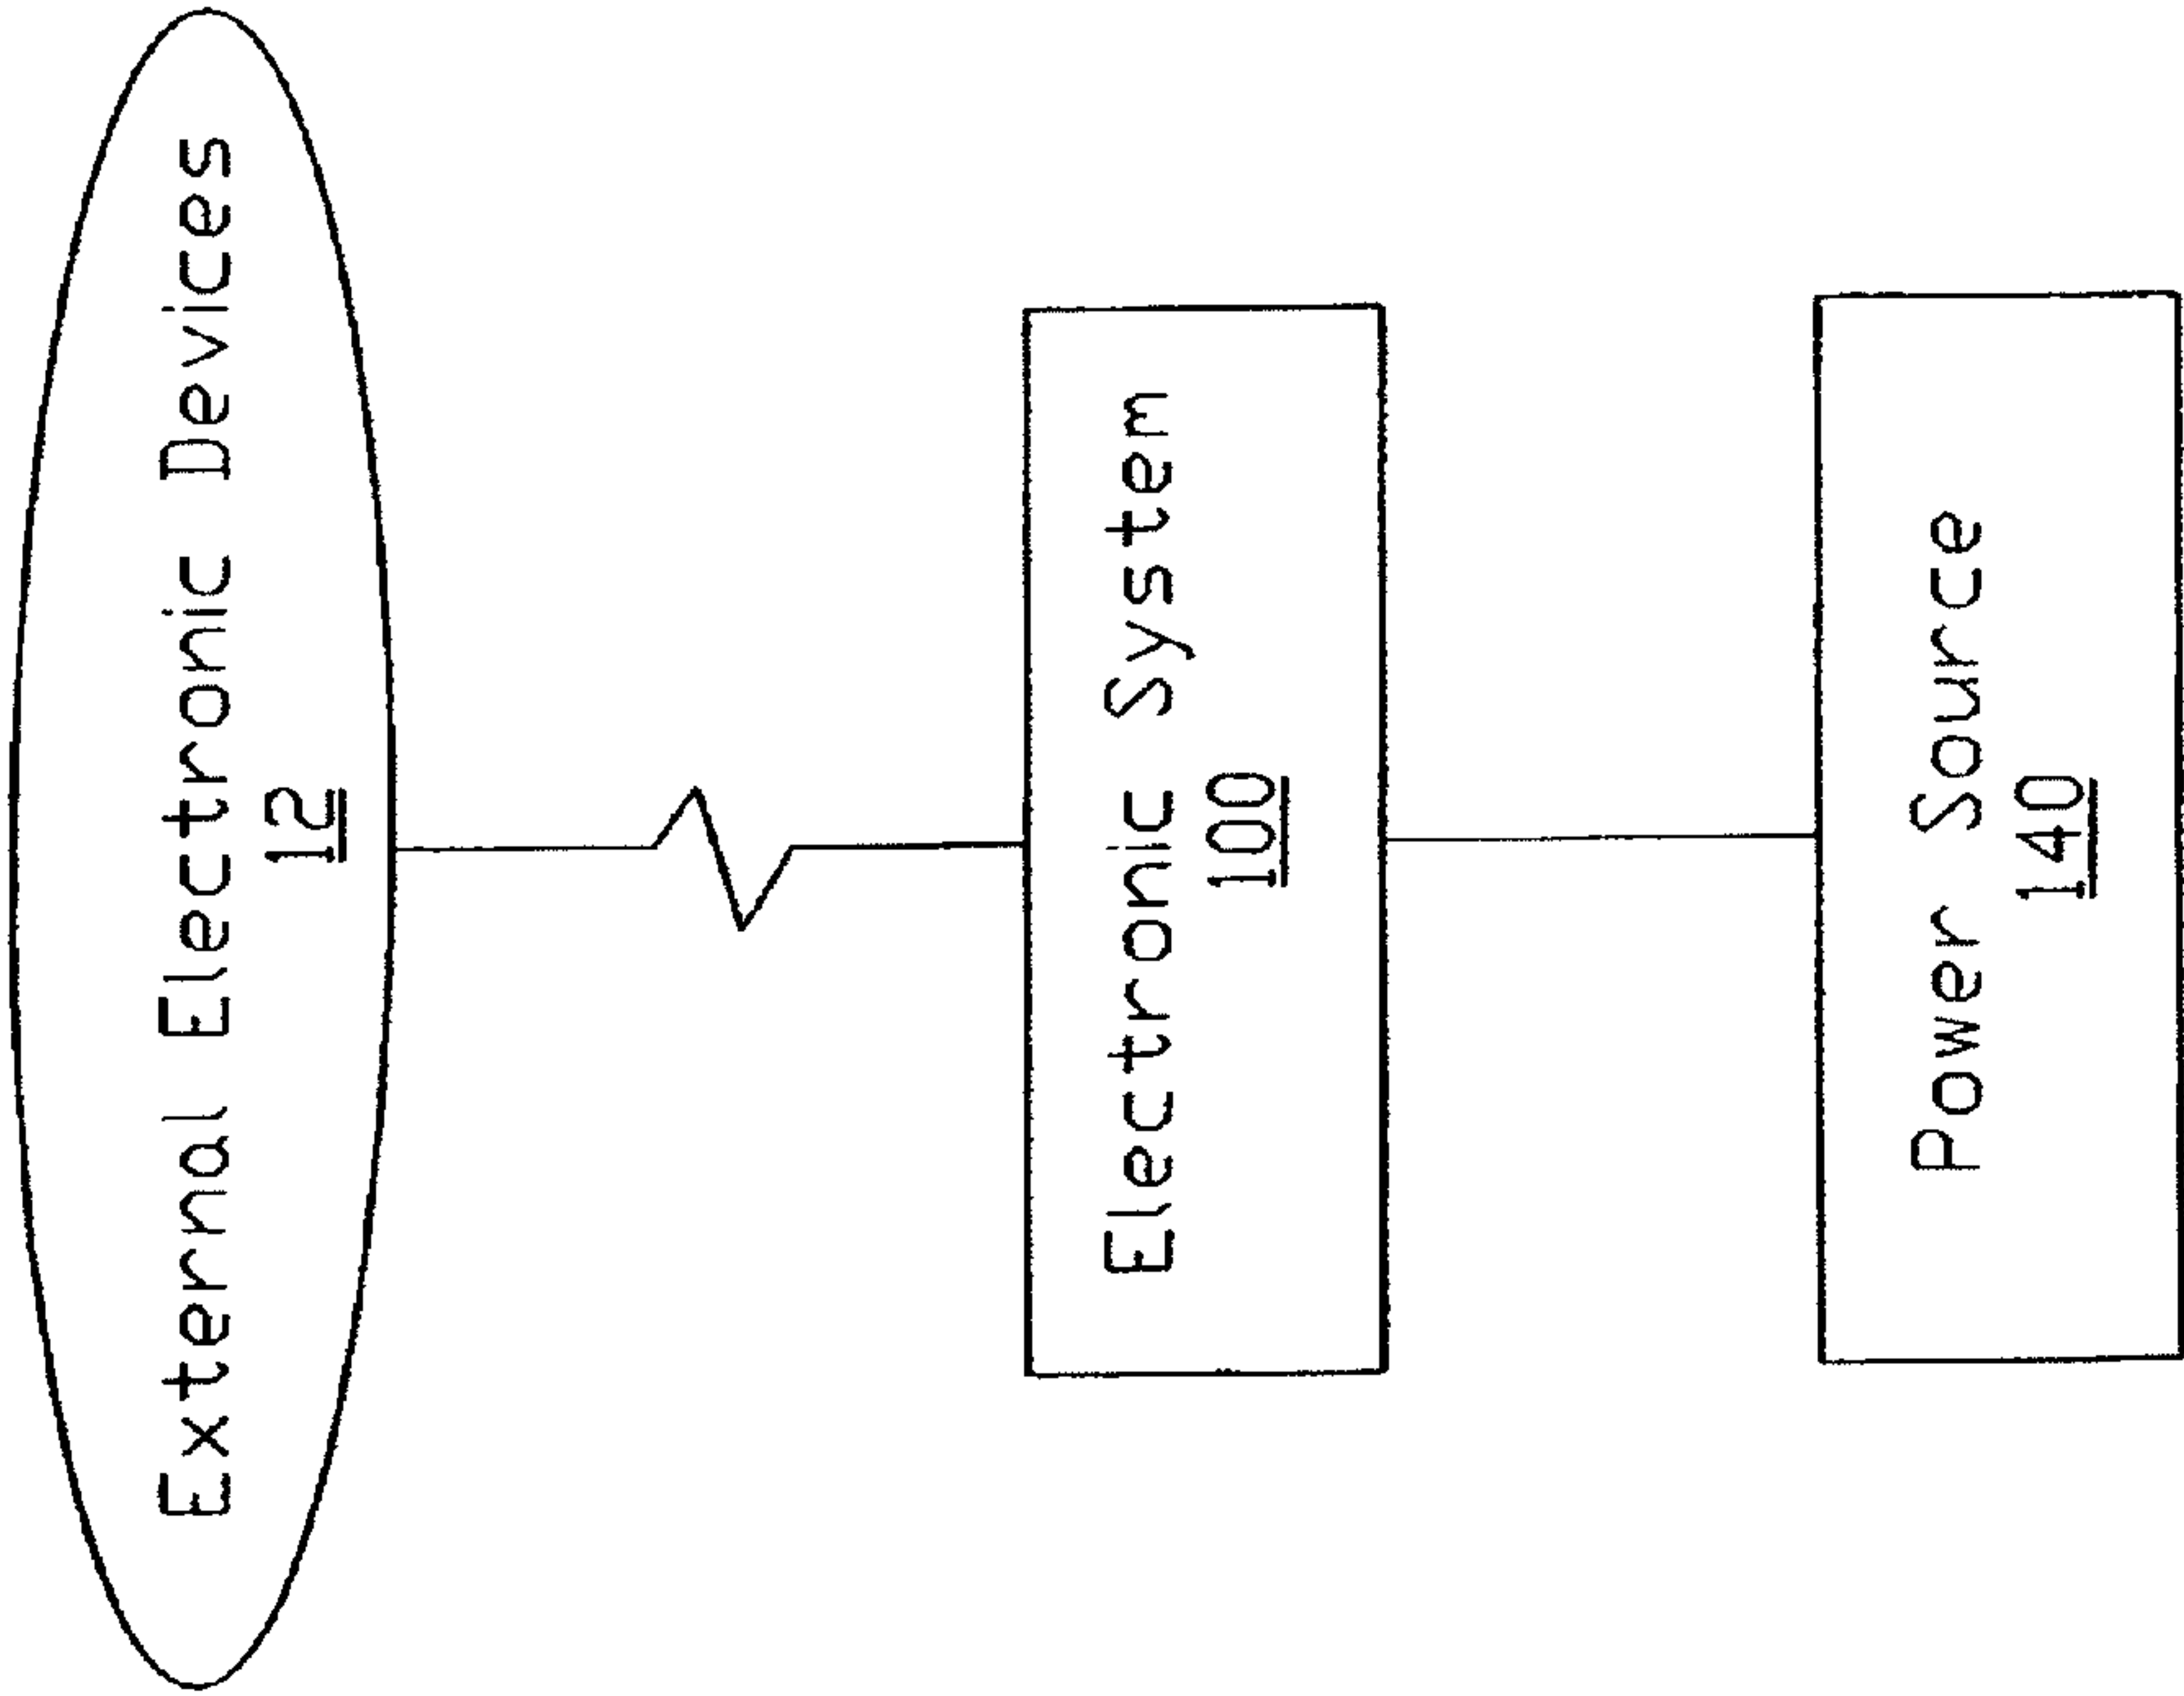 External Electronic Devices
12
Electronic System
100
Power Source
140